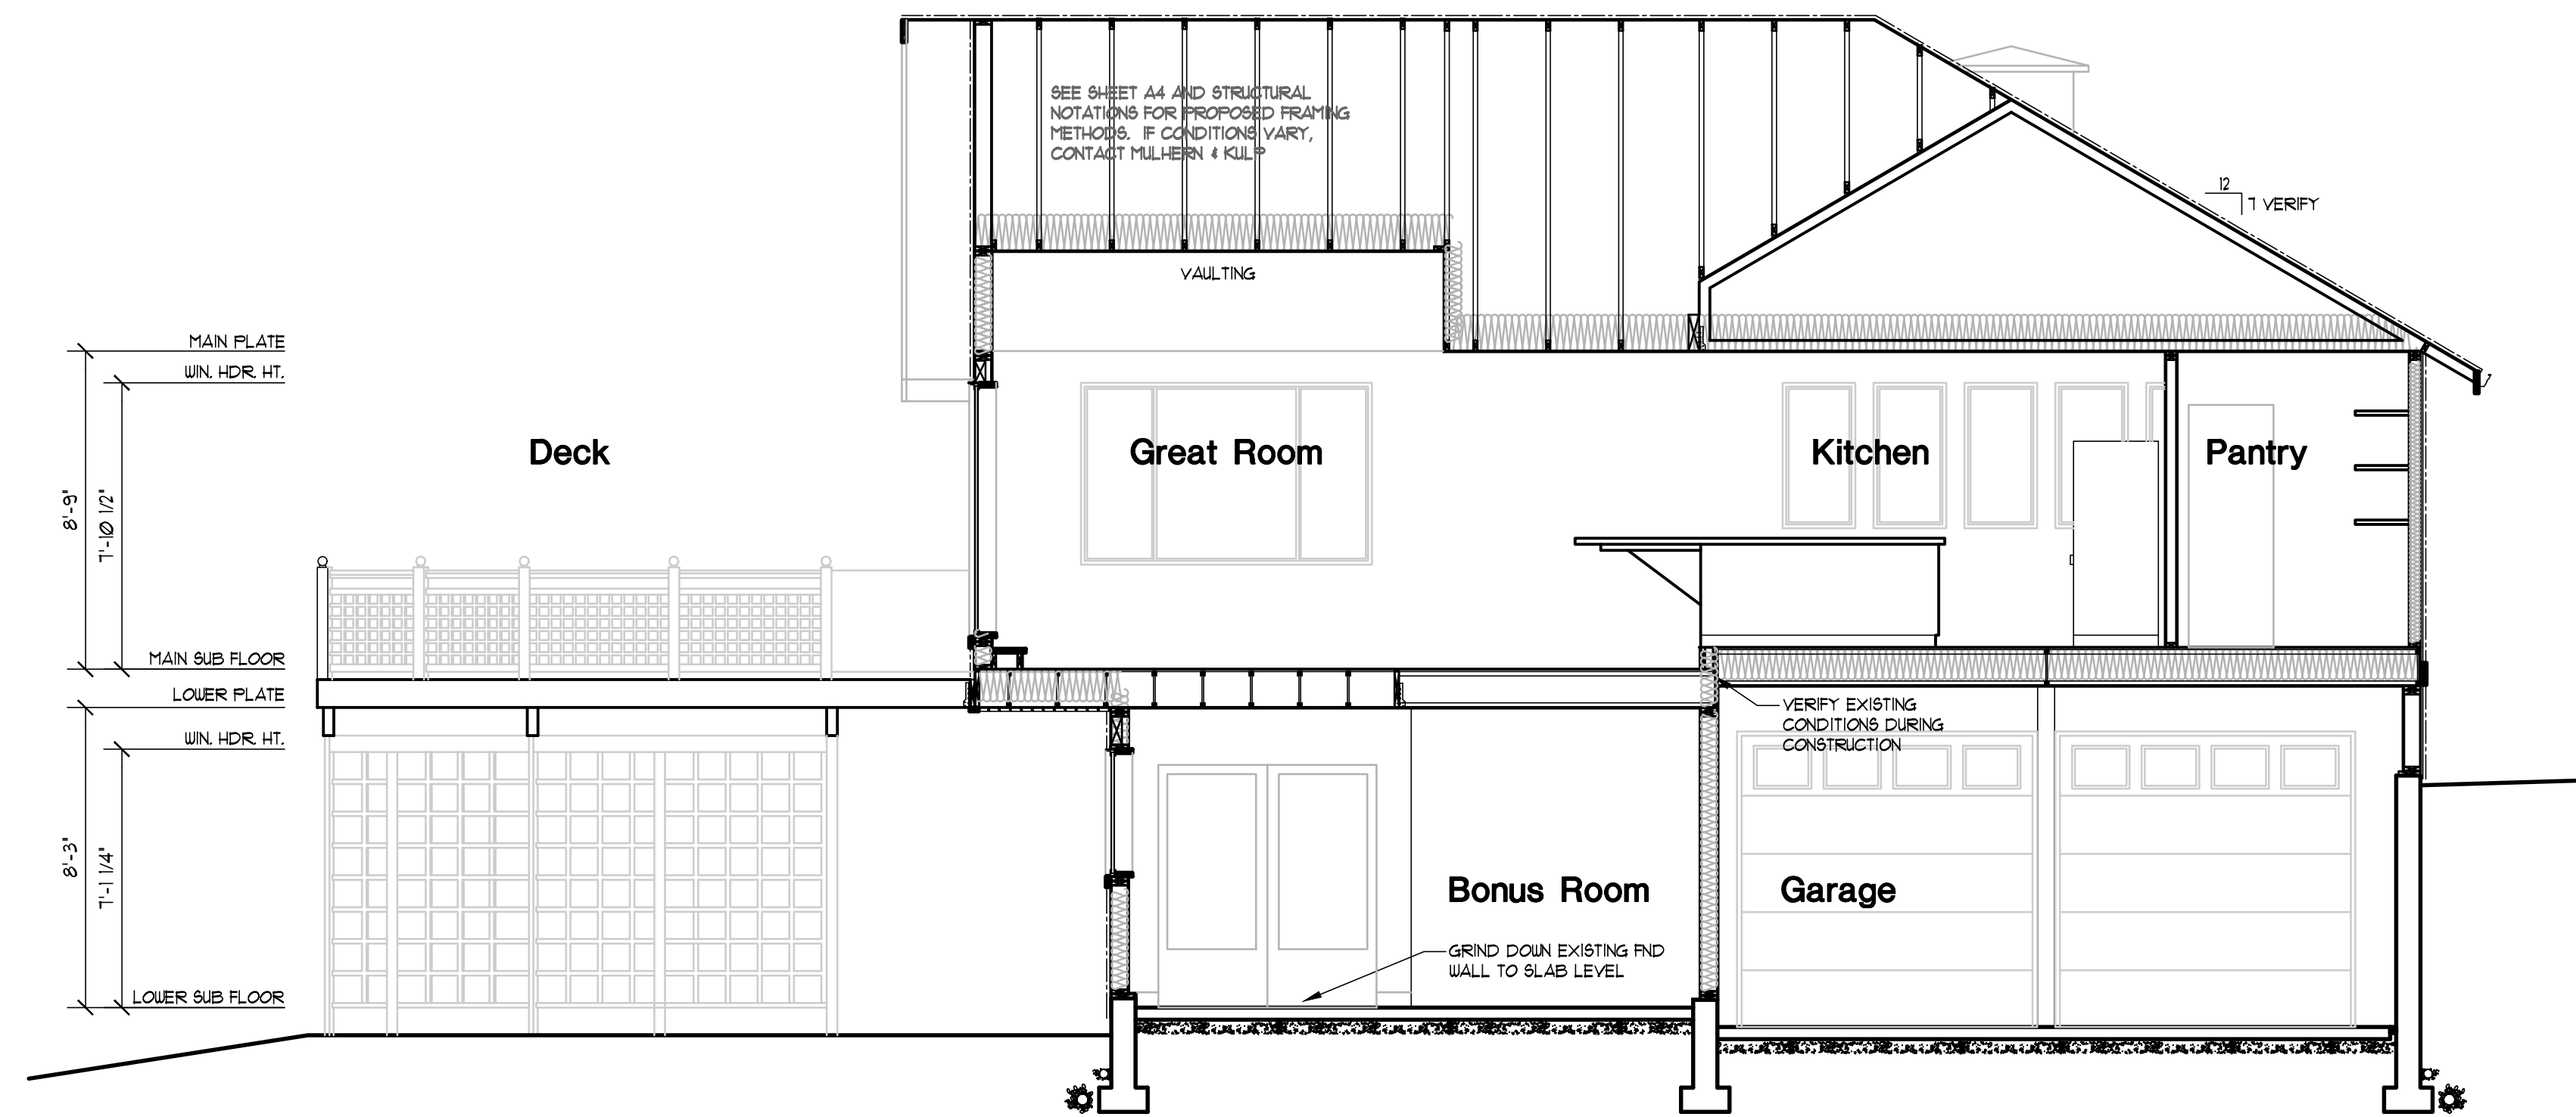 SEE SHEET A4 AND STRUCTURAL
NOTATIONS FOR PROPOSED FRAMING
METHODS. IF CONDITIONS VARY,
CONTACT MULHERN & KULP
12
7 VERIFY
VAULTING
MAIN PLATE
WIN. HDR. HT.
Deck
Great Room
Kitchen
Pantry
8'-9"
7'-10 1/2"
MAIN SUB FLOOR
LOWER PLATE
WIN. HDR. HT.
VERIFY EXISTING
CONDITIONS DURING
CONSTRUCTION
8'-3"
7'-1 1/4"
Bonus Room
Garage
GRIND DOWN EXISTING FND
WALL TO SLAB LEVEL
LOWER SUB FLOOR